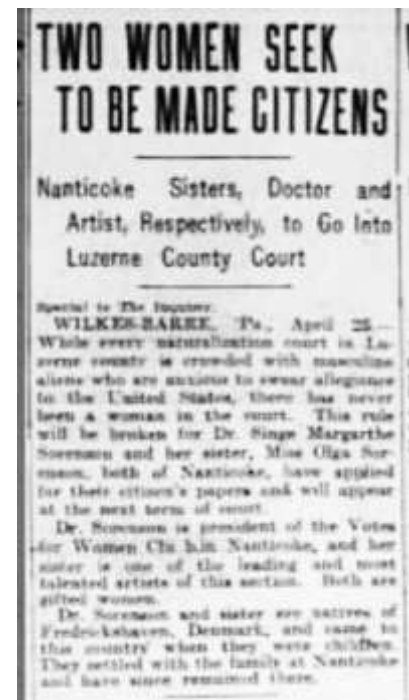 TWO WOMEN SEEK
TO BE MADE CITIZENS
Nanticoke Sisters, Doctor and
Artist, Respectively, to Go Into
Luzerne County Court
Special to The Inquirer.
WILKES-BARRE, Pa., April 25.—
While every naturalization court in Lu-
zerne county is crowded with masculine
aliens who are anxious to swear allegiance
to the United States, there has never
been a woman in the court. This rule
will be broken for Dr. Singe Margarthe
Sorenson and her sister, Miss Olga Sor-
enson, both of Nanticoke, have applied
for their citizen's papers and will appear
at the next term of court.
Dr. Sorenson is president of the Votes
for Women Clu b.in Nanticoke, and her
sister is one of the leading and most
talented artists of this section. Both are
gifted women.
Dr. Sorenson and sister are natives of
Fredrickshaven, Denmark, and came to
this country when they were children.
They settled with the family at Nanticoke
and have since remained there.